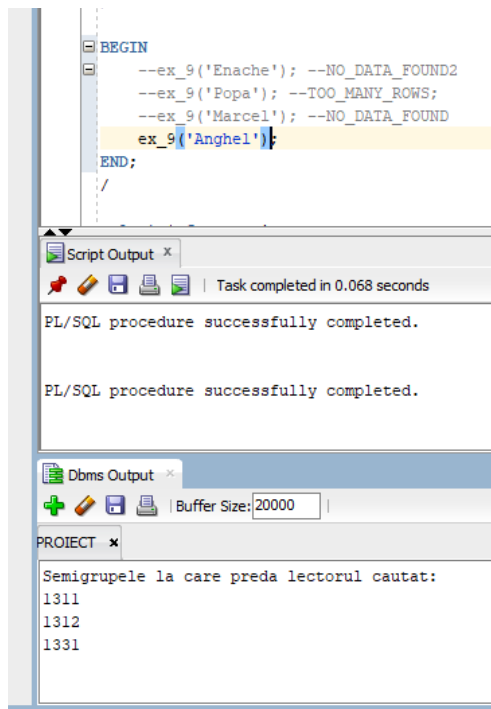 BEGIN
--ex_9('Enache'); --NO_DATA_FOUND2
--ex_9('Popa'); --TOO_MANY_ROWS;
--ex_9('Marcel'); --NO_DATA_FOUND
ex_9('Anghel');
END;
/
Script Output x
Task completed in 0.068 seconds
PL/SQL procedure successfully completed.
PL/SQL procedure successfully completed.
Dbms Output x
Buffer Size: 20000
PROIECT x
Semigrupele la care preda lectorul cautat:
1311
1312
1331